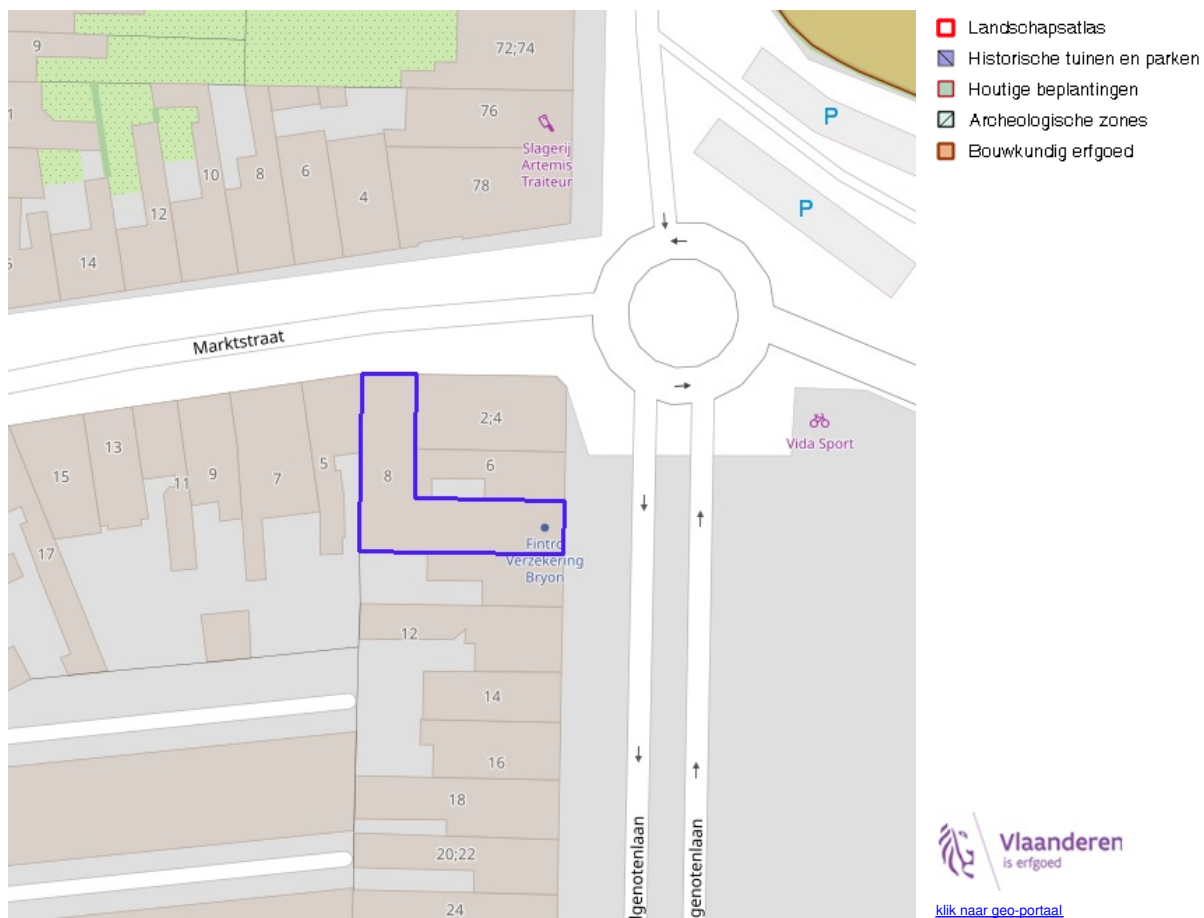 9
72;74
1
76
Slagerij
Artemis
Traiteur
P
10
8
6
4
78
P
12
14
5
Marktstraat
2;4
13
Vida Sport
15
11
9
7
5
8
6
17
Fintro
Verzekering
Bryon
12
14
16
18
20;22
24
dgenotenlaan
genotenlaan
Landschapsatlas
Historische tuinen en parken
Houtige beplantingen
Archeologische zones
Bouwkundig erfgoed
Vlaanderen
is erfgoed
klik naar geo-portaal